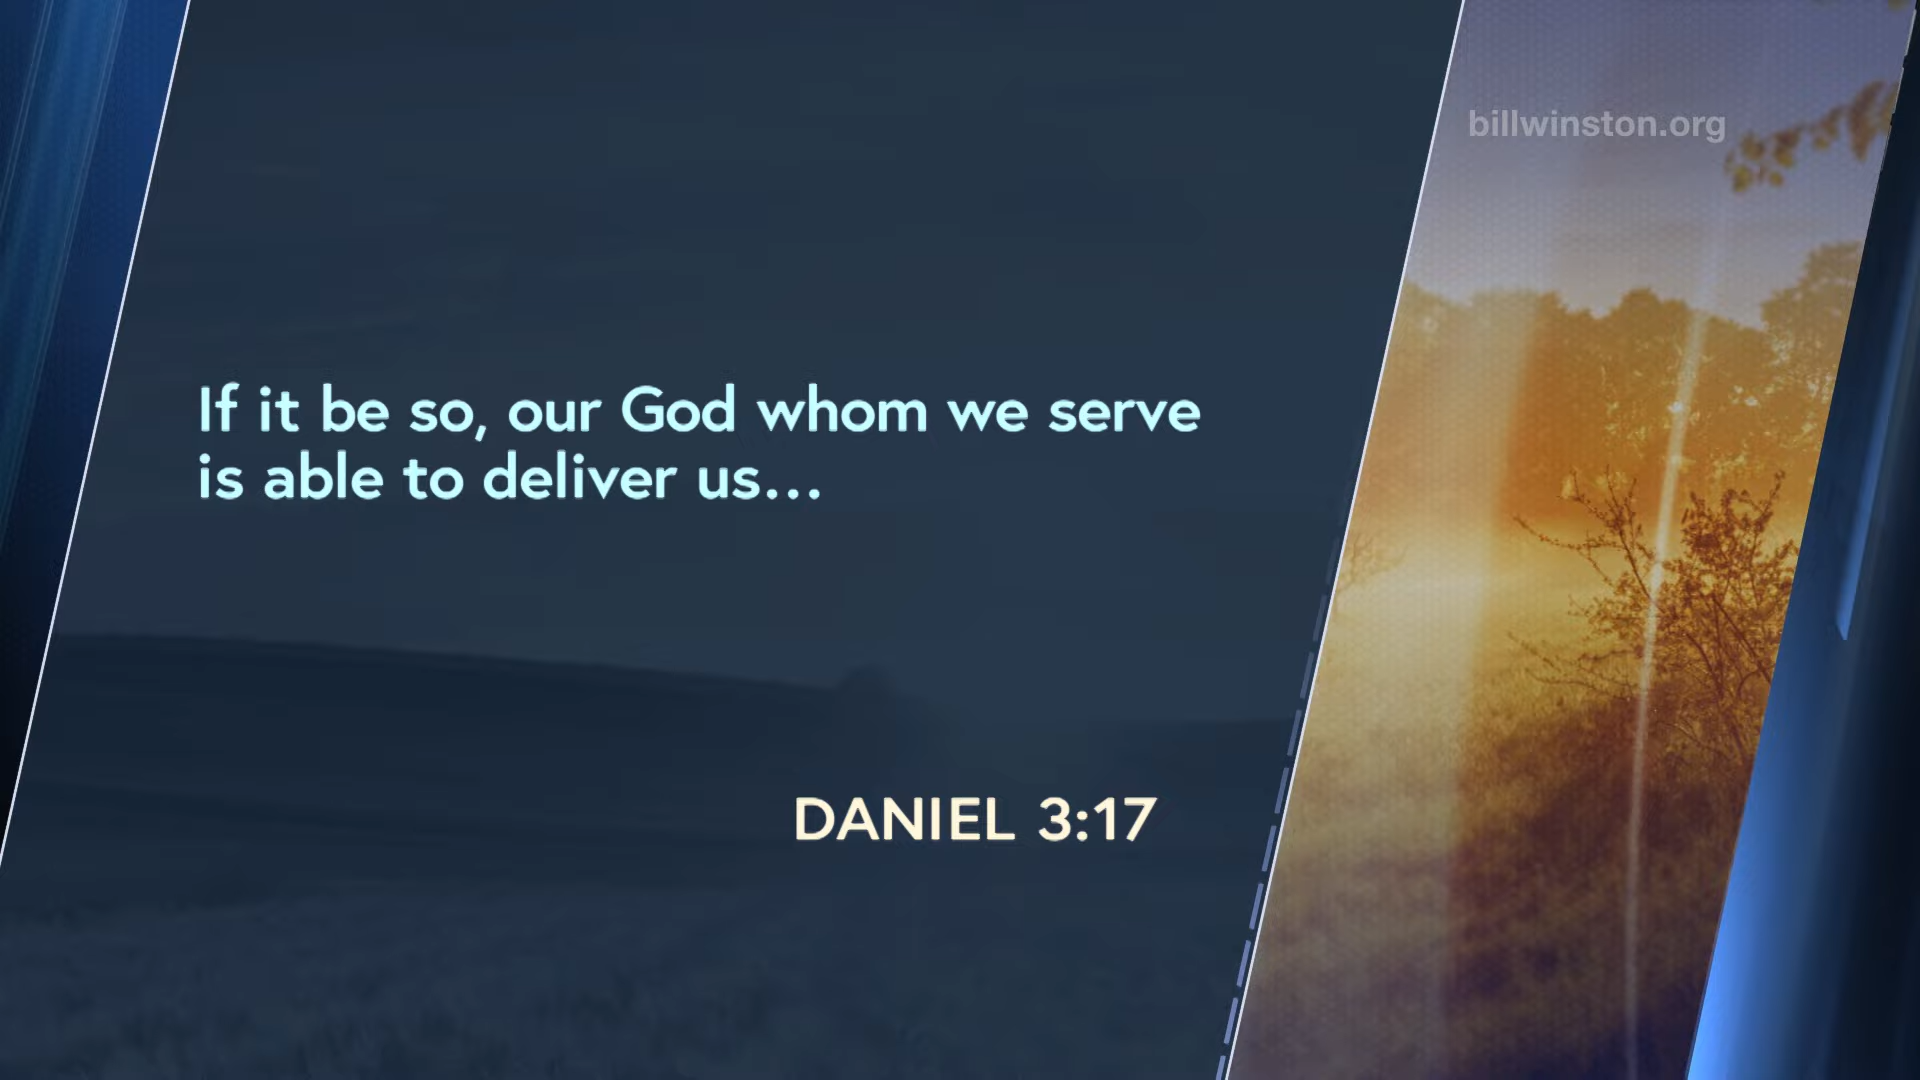 billwinston.org
If it be so, our God whom we serve
is able to deliver us...
DANIEL 3:17